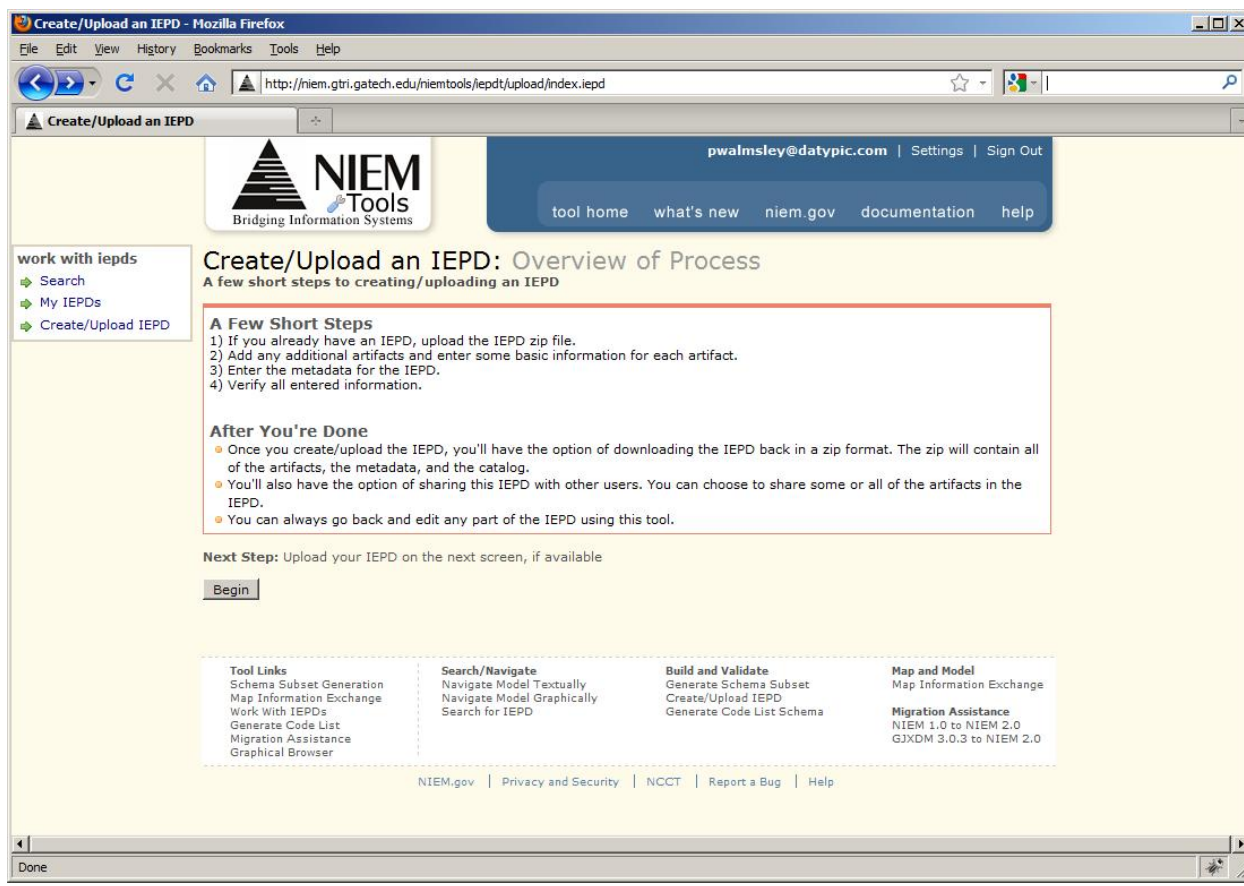 Create/Upload an IEPD - Mozilla Firefox
File Edit View History Bookmarks Tools Help
http://niem.gtri.gatech.edu/niemtools/iepdt/upload/index.iepd
Create/Upload an IEPD
NIEM
Tools
Bridging Information Systems
pwalmsley@datypic.com | Settings | Sign Out
tool home what's new niem.gov documentation help
work with iepds
Search
My IEPDs
Create/Upload IEPD
Create/Upload an IEPD: Overview of Process
A few short steps to creating/uploading an IEPD
A Few Short Steps
1) If you already have an IEPD, upload the IEPD zip file.
2) Add any additional artifacts and enter some basic information for each artifact.
3) Enter the metadata for the IEPD.
4) Verify all entered information.
After You're Done
Once you create/upload the IEPD, you'll have the option of downloading the IEPD back in a zip format. The zip will contain all
of the artifacts, the metadata, and the catalog.
You'll also have the option of sharing this IEPD with other users. You can choose to share some or all of the artifacts in the
IEPD.
You can always go back and edit any part of the IEPD using this tool.
Next Step: Upload your IEPD on the next screen, if available
Begin
Tool Links
Schema Subset Generation
Map Information Exchange
Work With IEPDs
Generate Code List
Migration Assistance
Graphical Browser
Search/Navigate
Navigate Model Textually
Navigate Model Graphically
Search for IEPD
Build and Validate
Generate Schema Subset
Create/Upload IEPD
Generate Code List Schema
Map and Model
Map Information Exchange
Migration Assistance
NIEM 1.0 to NIEM 2.0
GJXDM 3.0.3 to NIEM 2.0
NIEM.gov | Privacy and Security | NCCT | Report a Bug | Help
Done